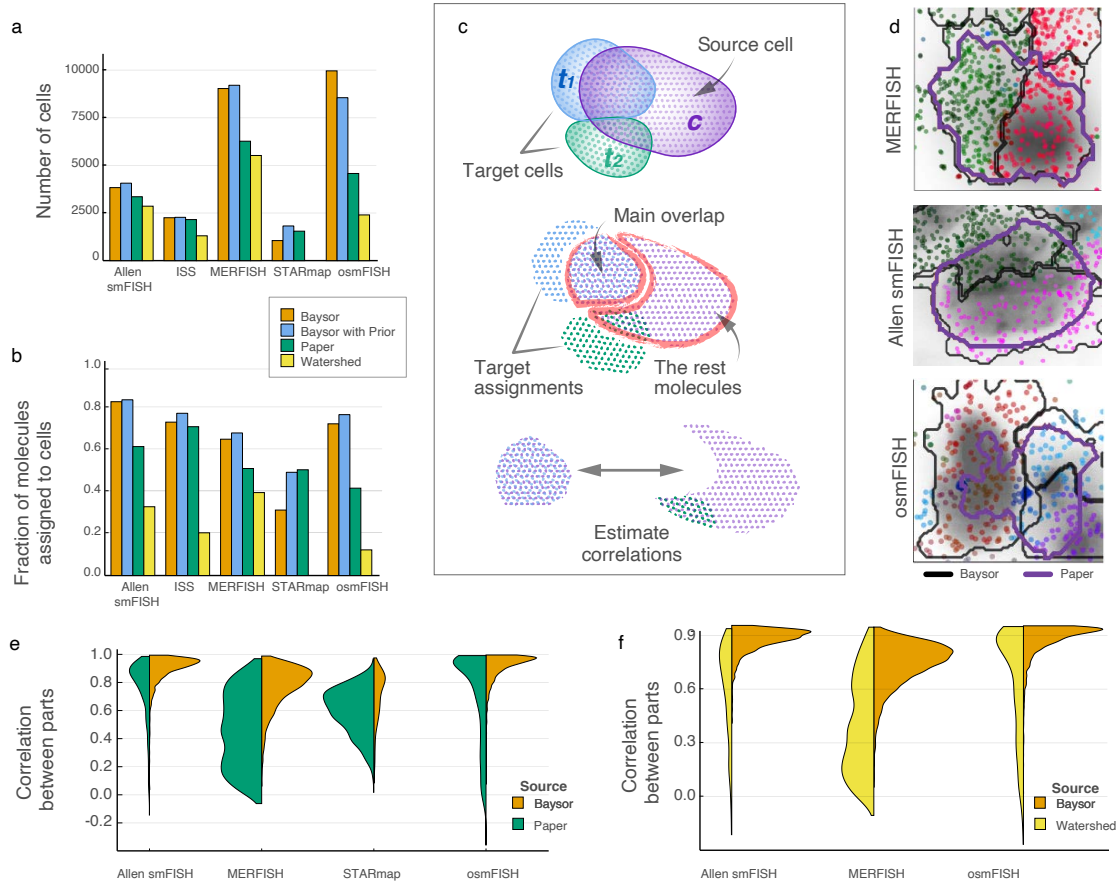 a
Number of cells
10000
7500
5000
2500
0
Allen
smFISH
ISS
MERFISH
STARmap
osmFISH
Baysor
Baysor with Prior
Paper
Watershed
b
Fraction of molecules
assigned to cells
1.0
0.8
0.6
0.4
0.2
0.0
Allen
smFISH
ISS
MERFISH
STARmap
osmFISH
c
Source cell
t1
c
t2
Target cells
Main overlap
Target
assignments
The rest
molecules
Estimate
correlations
d
MERFISH
Allen smFISH
osmFISH
Baysor
Paper
e
Correlation
between parts
1.0
0.8
0.6
0.4
0.2
0.0
-0.2
Source
Baysor
Paper
Allen smFISH
MERFISH
STARmap
osmFISH
f
Correlation
between parts
0.9
0.6
0.3
0.0
Source
Baysor
Watershed
Allen smFISH
MERFISH
osmFISH